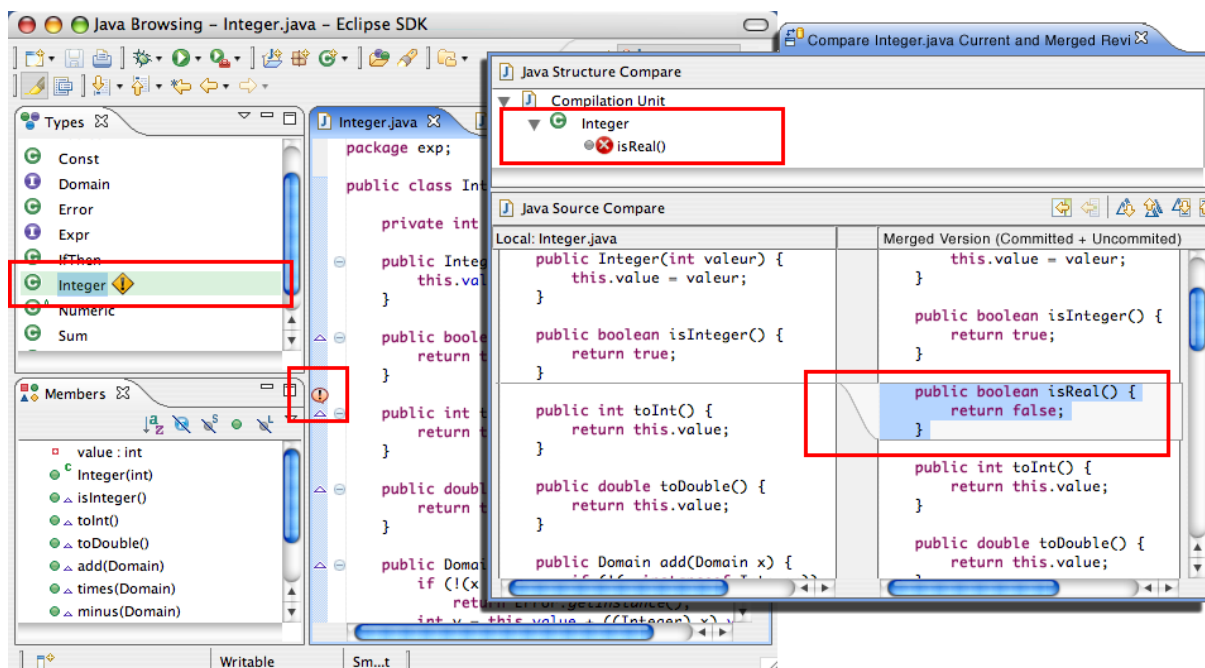 Java Browsing – Integer.java – Eclipse SDK
Types
Const
Domain
Error
Expr
IfThen
Integer
Numeric
Sum
Members
value : int
Integer(int)
isInteger()
toInt()
toDouble()
add(Domain)
times(Domain)
minus(Domain)
Integer.java
package exp;
public class Int
private int
public Integ
this.val
}
public boole
return t
}
public int t
return t
}
public doubl
return t
}
public Domai
if (!(x
return Error.getInstance();
int v = this.value + ((Integer) x)
Writable
Sm...t
Compare Integer.java Current and Merged Revi
Java Structure Compare
Compilation Unit
Integer
isReal()
Java Source Compare
Local: Integer.java
public Integer(int valeur) {
this.value = valeur;
}
public boolean isInteger() {
return true;
}
public int toInt() {
return this.value;
}
public double toDouble() {
return this.value;
}
public Domain add(Domain x) {
Merged Version (Committed + Uncommited)
this.value = valeur;
}
public boolean isInteger() {
return true;
}
public boolean isReal() {
return false;
}
public int toInt() {
return this.value;
}
public double toDouble() {
return this.value;